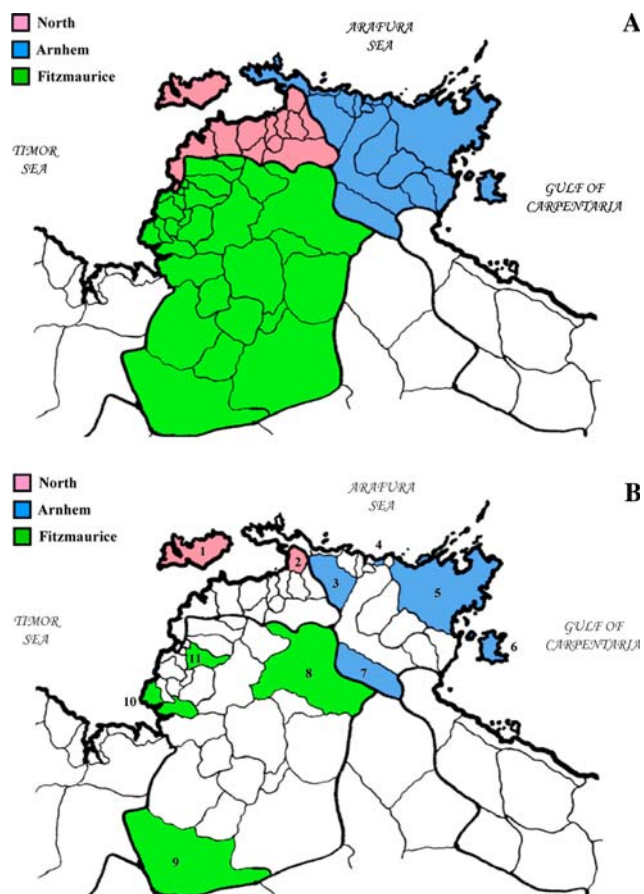 North
Arnhem
Fitzmaurice
ARAFURA
SEA
A
TIMOR
SEA
GULF OF
CARPENTARIA
North
Arnhem
Fitzmaurice
ARAFURA
SEA
B
TIMOR
SEA
GULF OF
CARPENTARIA
1
2
3
4
5
6
7
8
9
10
11